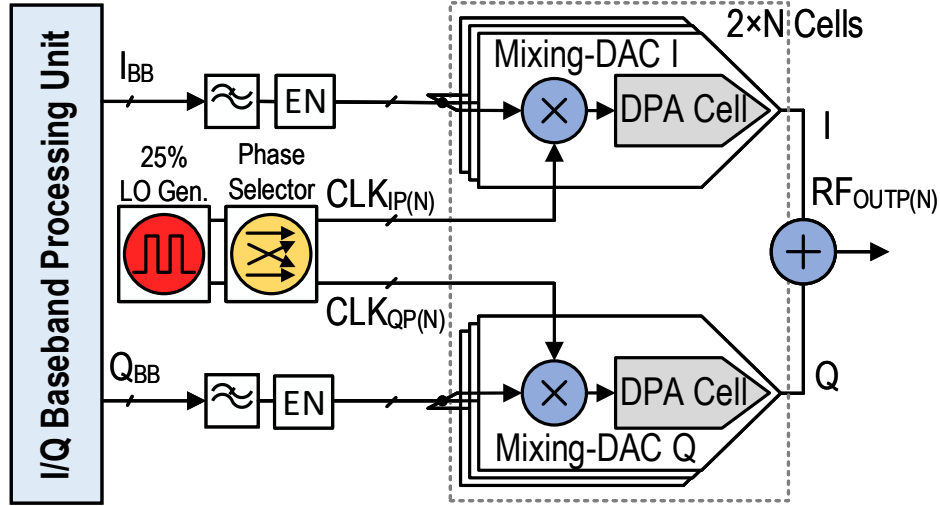 I/Q Baseband Processing Unit
I_BB
EN
Mixing-DAC I
DPA Cell
2×N Cells
25%
LO Gen.
Phase
Selector
CLK_IP(N)
CLK_QP(N)
I
RF_OUTP(N)
Q
Q_BB
EN
DPA Cell
Mixing-DAC Q